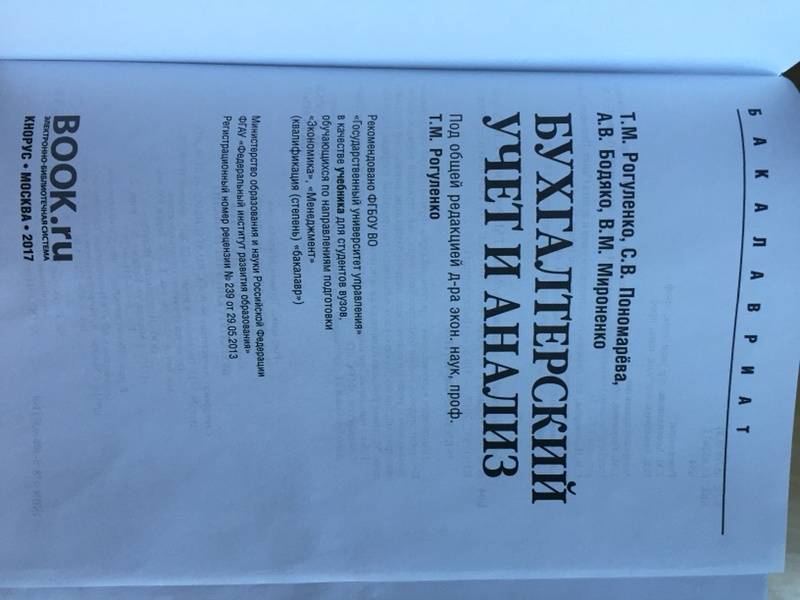 БАКАЛАВРИАТ
Т.М. Рогуленко, С.В. Пономарёва,
А.В. Бодяко, В.М. Мироненко
БУХГАЛТЕРСКИЙ
УЧЕТ И АНАЛИЗ
Под общей редакцией д-ра экон. наук, проф.
Т.М. Рогуленко
Рекомендовано ФГБОУ ВО
«Государственный университет управления»
в качестве учебника для студентов вузов,
обучающихся по направлениям подготовки
«Экономика», «Менеджмент»
(квалификация (степень) «бакалавр»)
Министерство образования и науки Российской Федерации
ФГАУ «Федеральный институт развития образования»
Регистрационный номер рецензии № 239 от 29.05.2013
BOOK.ru
ЭЛЕКТРОННО-БИБЛИОТЕЧНАЯ СИСТЕМА
КНОРУС • МОСКВА • 2017